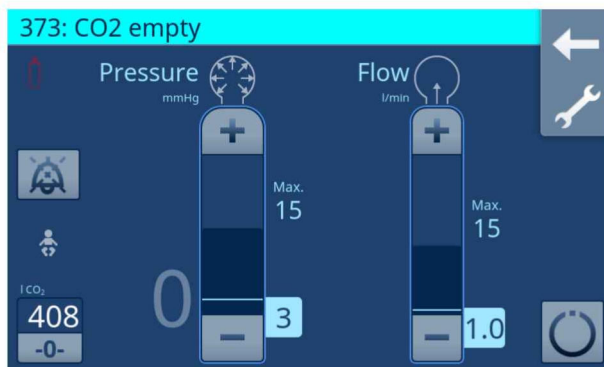 373: CO2 empty
Pressure
mmHg
Flow
l/min
+
+
Max.
15
Max.
15
I CO₂
408
-0-
0
3
1.0
−
−